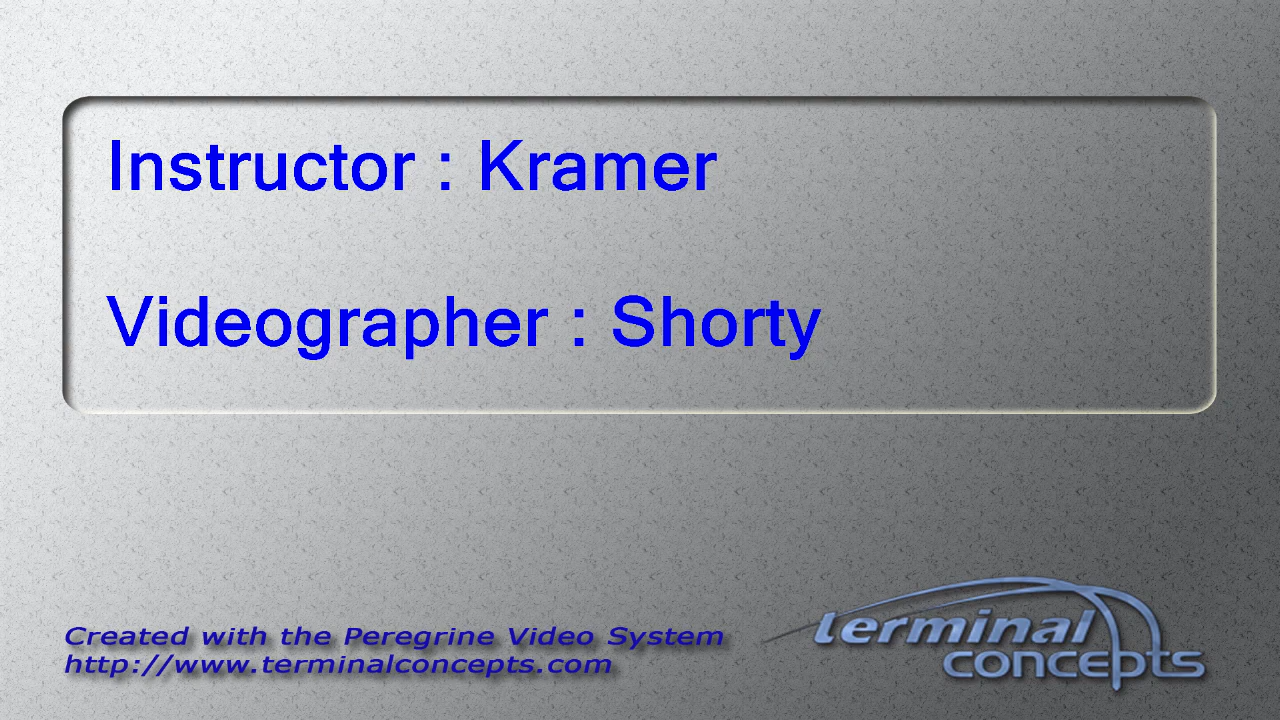 Instructor : Kramer
Videographer : Shorty
Created with the Peregrine Video System
http://www.terminalconcepts.com
terminal
concepts